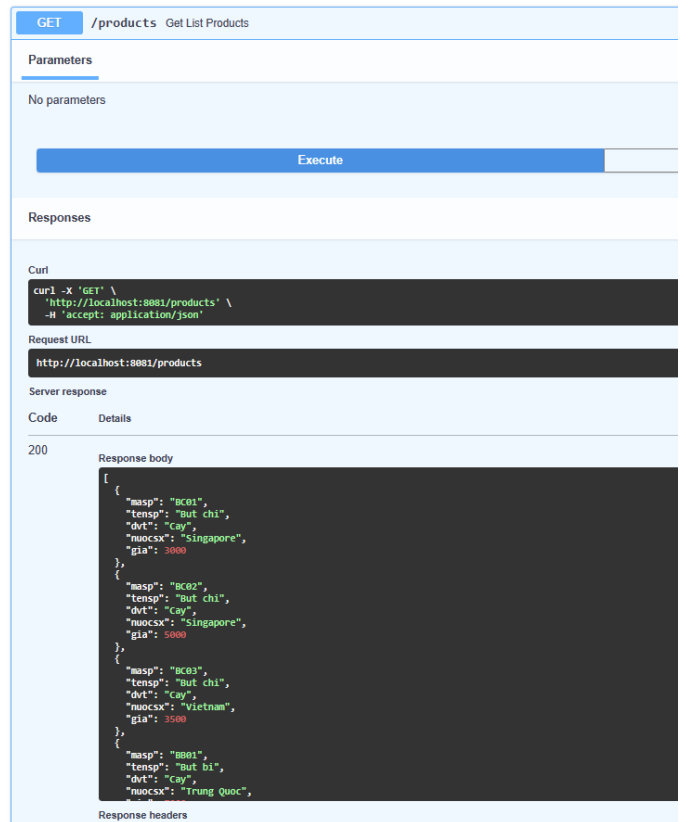 GET /products Get List Products
Parameters
No parameters
Execute
Responses
Curl
curl -X 'GET' \
'http://localhost:8081/products' \
-H 'accept: application/json'
Request URL
http://localhost:8081/products
Server response
Code Details
200
Response body
[
{
"masp": "BC01",
"tensp": "But chi",
"dvt": "Cay",
"nuocsx": "Singapore",
"gia": 3000
},
{
"masp": "BC02",
"tensp": "But chi",
"dvt": "Cay",
"nuocsx": "Singapore",
"gia": 5000
},
{
"masp": "BC03",
"tensp": "But chi",
"dvt": "Cay",
"nuocsx": "Vietnam",
"gia": 3500
},
{
"masp": "BB01",
"tensp": "But bi",
"dvt": "Cay",
"nuocsx": "Trung Quoc",
Response headers